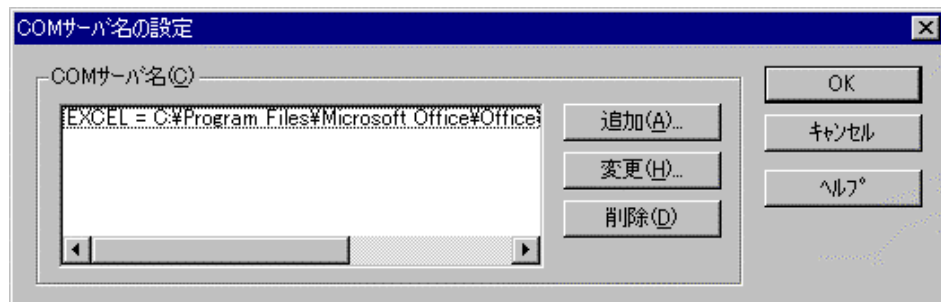 COMサーバ名の設定
COMサーバ名(C)
EXCEL = C:¥Program Files¥Microsoft Office¥Office¥
追加(A)...
変更(H)...
削除(D)
OK
キャンセル
ヘルプ